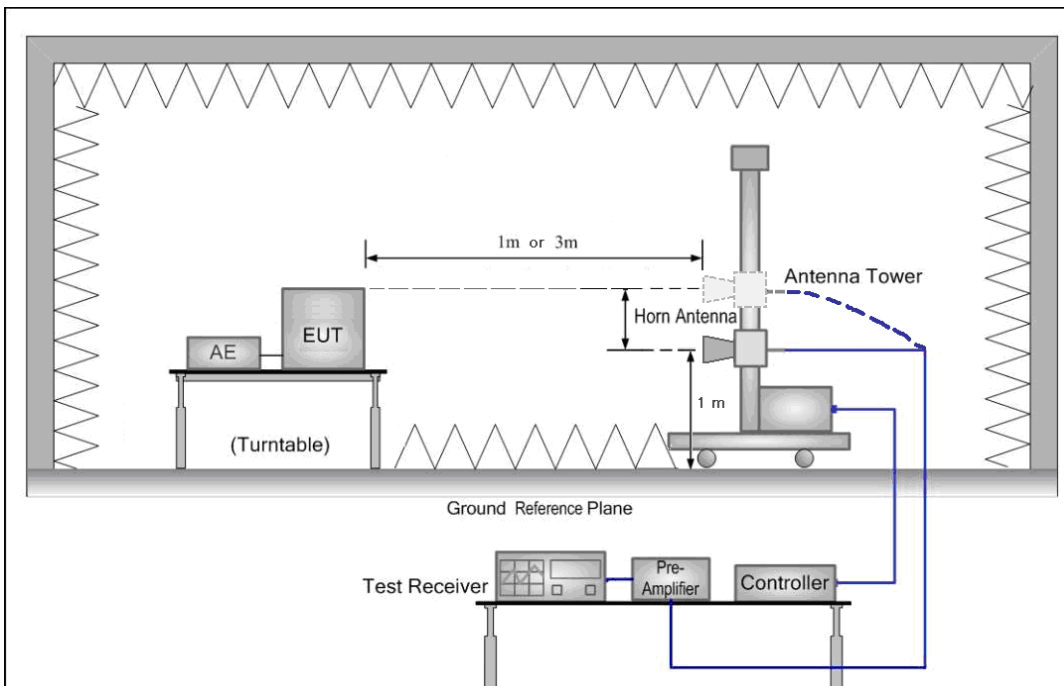 1m or 3m
Antenna Tower
Horn Antenna
EUT
AE
1 m
(Turntable)
Ground Reference Plane
Test Receiver
Pre-
Amplifier
Controller